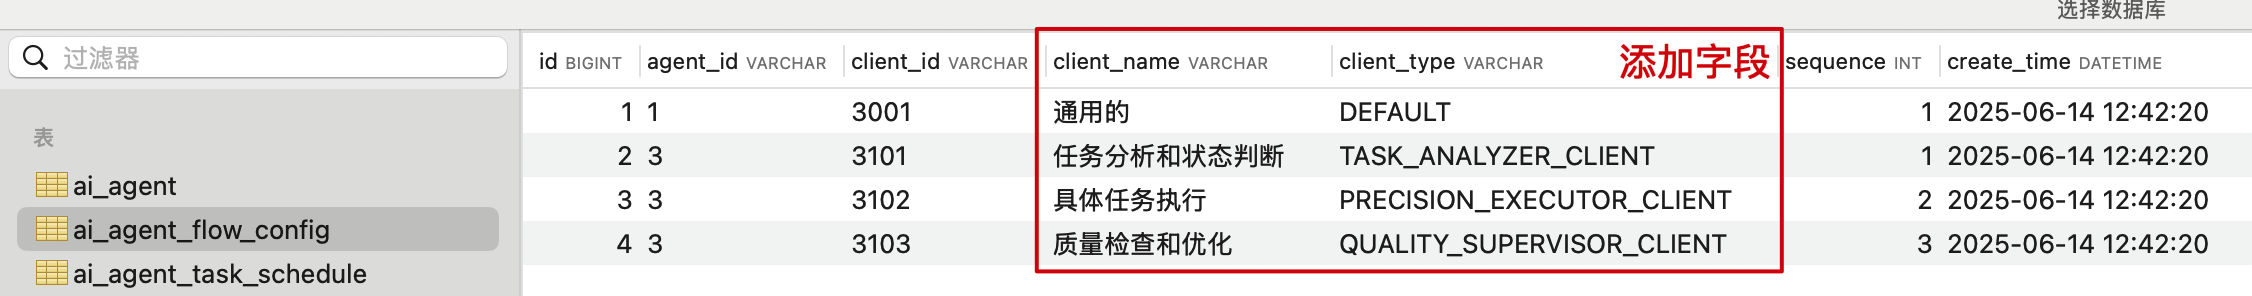 选择数据库
过滤器
表
ai_agent
ai_agent_flow_config
ai_agent_task_schedule
id BIGINT agent_id VARCHAR client_id VARCHAR client_name VARCHAR client_type VARCHAR 添加字段 sequence INT create_time DATETIME
1 1 3001 通用的 DEFAULT 1 2025-06-14 12:42:20
2 3 3101 任务分析和状态判断 TASK_ANALYZER_CLIENT 1 2025-06-14 12:42:20
3 3 3102 具体任务执行 PRECISION_EXECUTOR_CLIENT 2 2025-06-14 12:42:20
4 3 3103 质量检查和优化 QUALITY_SUPERVISOR_CLIENT 3 2025-06-14 12:42:20